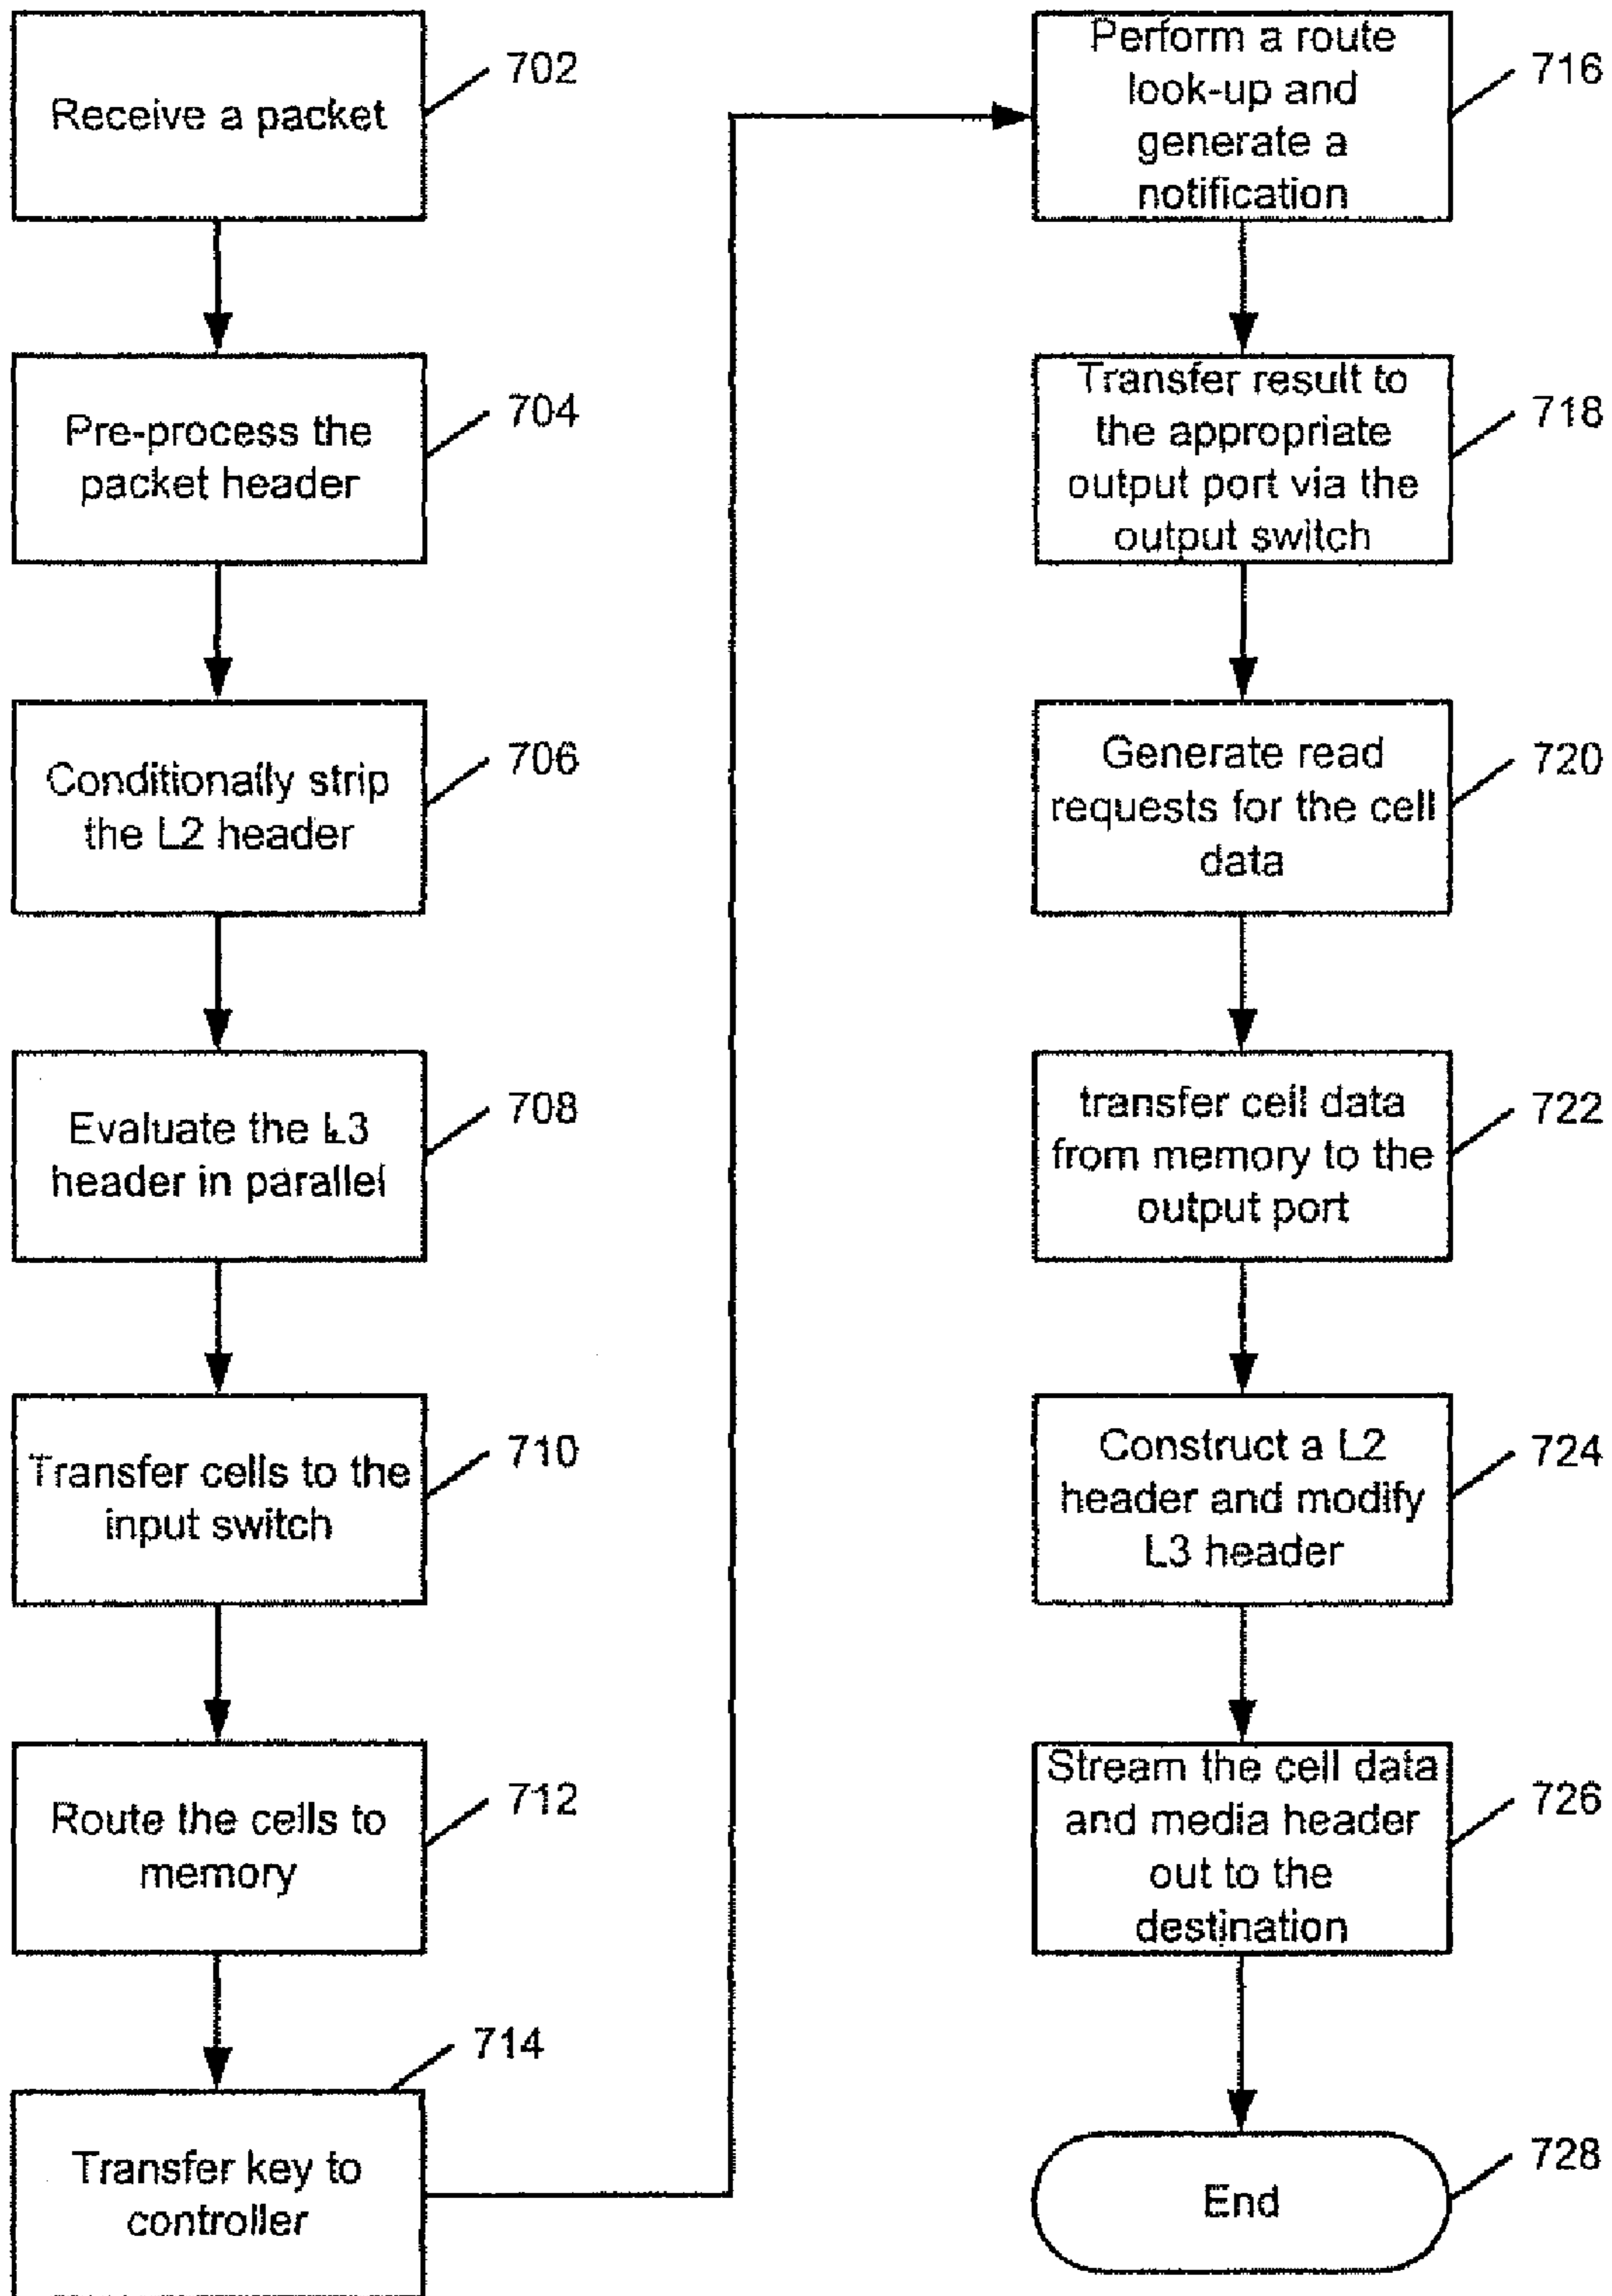 Receive a packet
702
Pre-process the
packet header
704
Conditionally strip
the L2 header
706
Evaluate the L3
header in parallel
708
Transfer cells to the
input switch
710
Route the cells to
memory
712
714
Transfer key to
controller
Perform a route
look-up and
generate a
notification
716
Transfer result to
the appropriate
output port via the
output switch
718
Generate read
requests for the cell
data
720
transfer cell data
from memory to the
output port
722
Construct a L2
header and modify
L3 header
724
Stream the cell data
and media header
out to the
destination
726
End
728